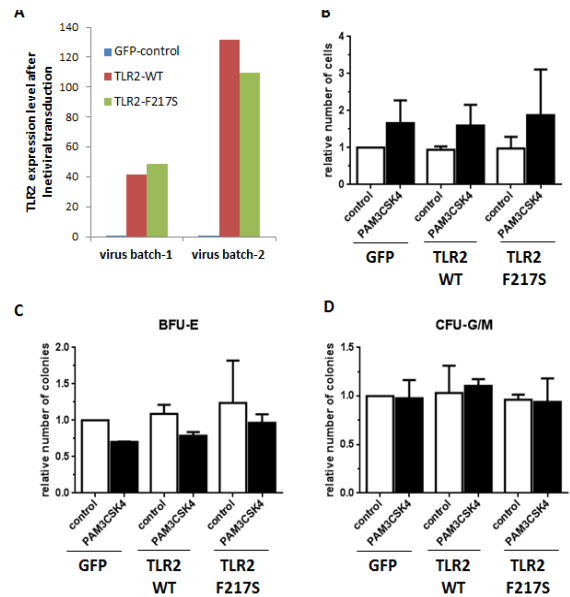 A
TLR2 expression level after
lnetiviral transduction
140
120
100
80
60
40
20
0
GFP-control
TLR2-WT
TLR2-F217S
virus batch-1
virus batch-2
B
relative number of cells
4
3
2
1
0
control
PAM3CSK4
control
PAM3CSK4
control
PAM3CSK4
GFP
TLR2
WT
TLR2
F217S
C
BFU-E
relative number of colonies
2.0
1.5
1.0
0.5
0.0
control
PAM3CSK4
control
PAM3CSK4
control
PAM3CSK4
GFP
TLR2
WT
TLR2
F217S
D
CFU-G/M
relative number of colonies
1.5
1.0
0.5
0.0
control
PAM3CSK4
control
PAM3CSK4
control
PAM3CSK4
GFP
TLR2
WT
TLR2
F217S